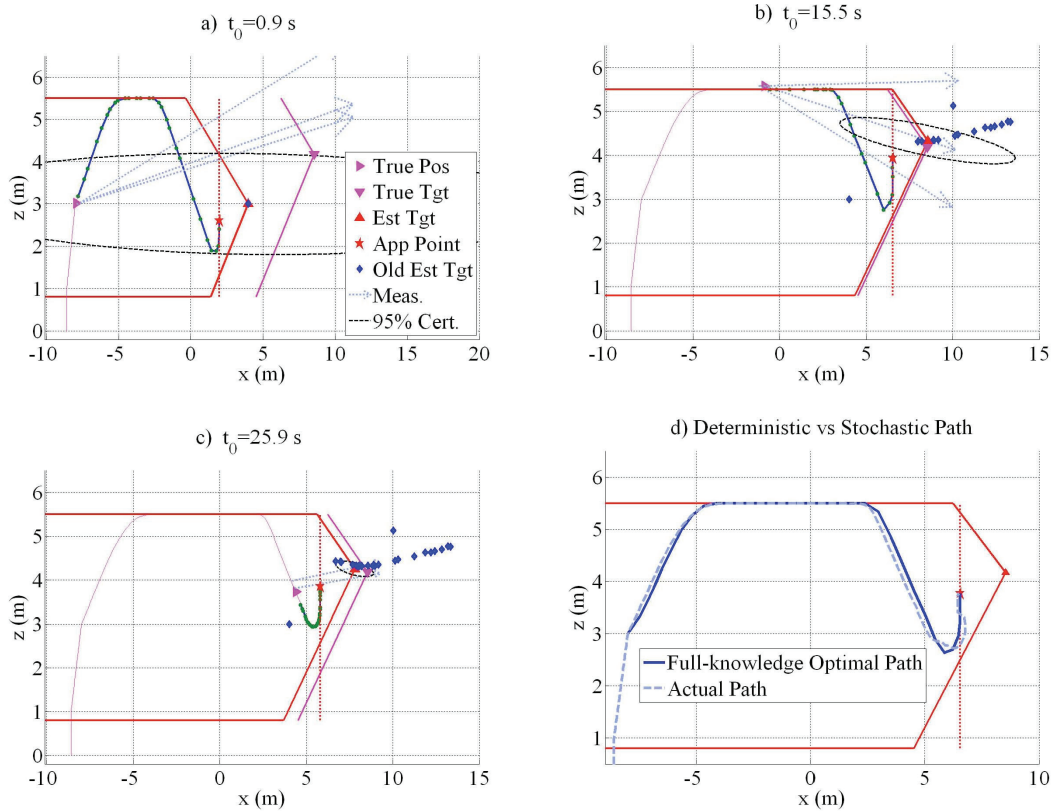 a) t₀=0.9 s
z (m)
6
5
4
3
2
1
0
-10 -5 0 5 10 15 20
x (m)
True Pos
True Tgt
Est Tgt
App Point
Old Est Tgt
Meas.
95% Cert.
b) t₀=15.5 s
z (m)
6
5
4
3
2
1
0
-10 -5 0 5 10 15
x (m)
c) t₀=25.9 s
z (m)
6
5
4
3
2
1
0
-10 -5 0 5 10 15
x (m)
d) Deterministic vs Stochastic Path
z (m)
6
5
4
3
2
1
-5 0 5 10
x (m)
Full-knowledge Optimal Path
Actual Path